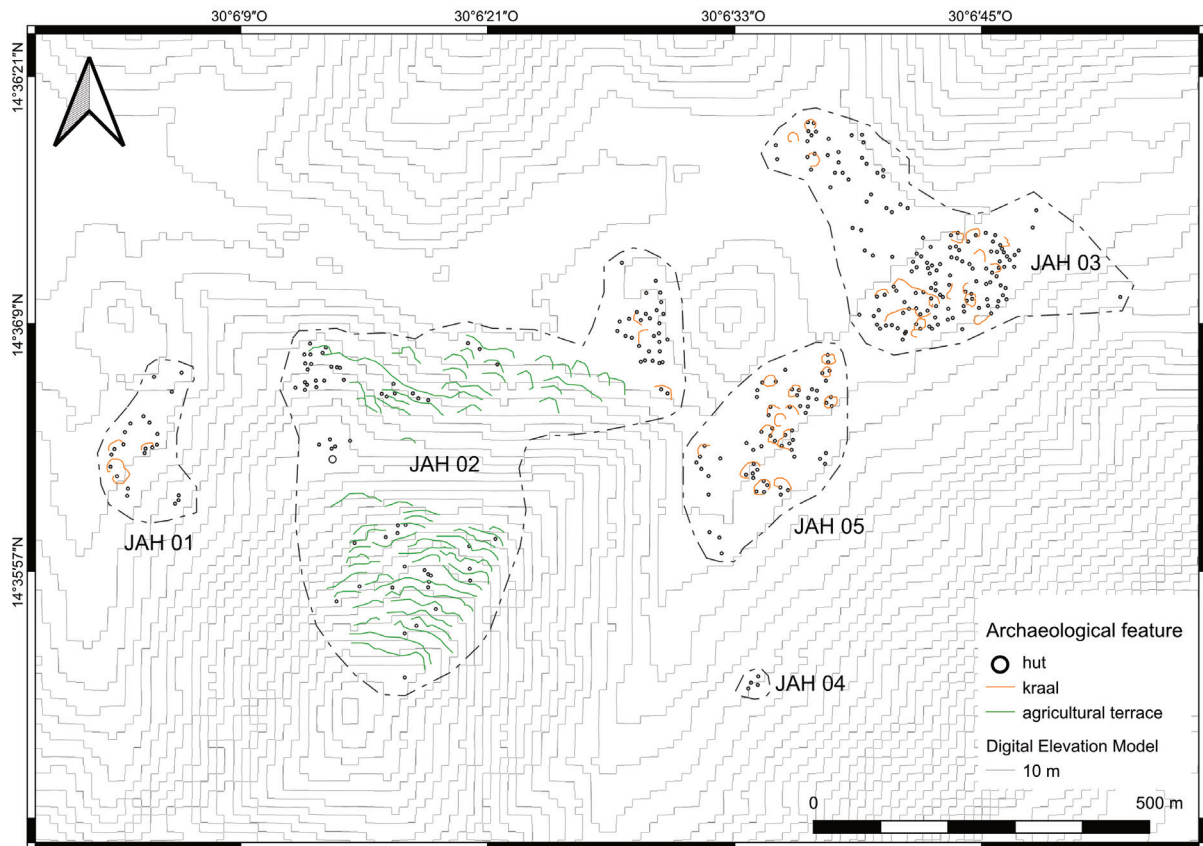 30°6'9"O
30°6'21"O
30°6'33"O
30°6'45"O
14°36'21"N
14°36'9"N
14°35'57"N
JAH 03
JAH 02
JAH 01
JAH 05
JAH 04
Archaeological feature
hut
kraal
agricultural terrace
Digital Elevation Model
10 m
0
500 m